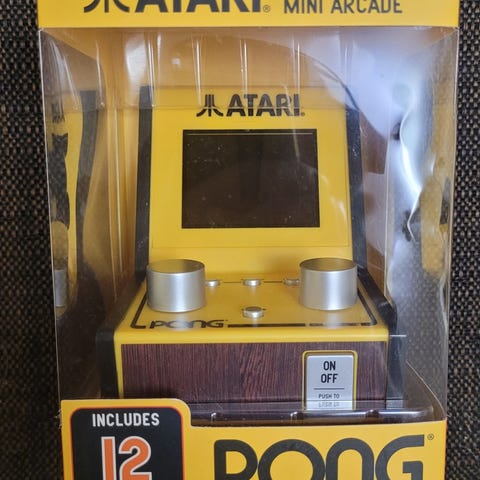 ATARI® MINI ARCADE
ATARI®
PONG
ON
OFF
PUSH TO
INCLUDES
12
PONG®